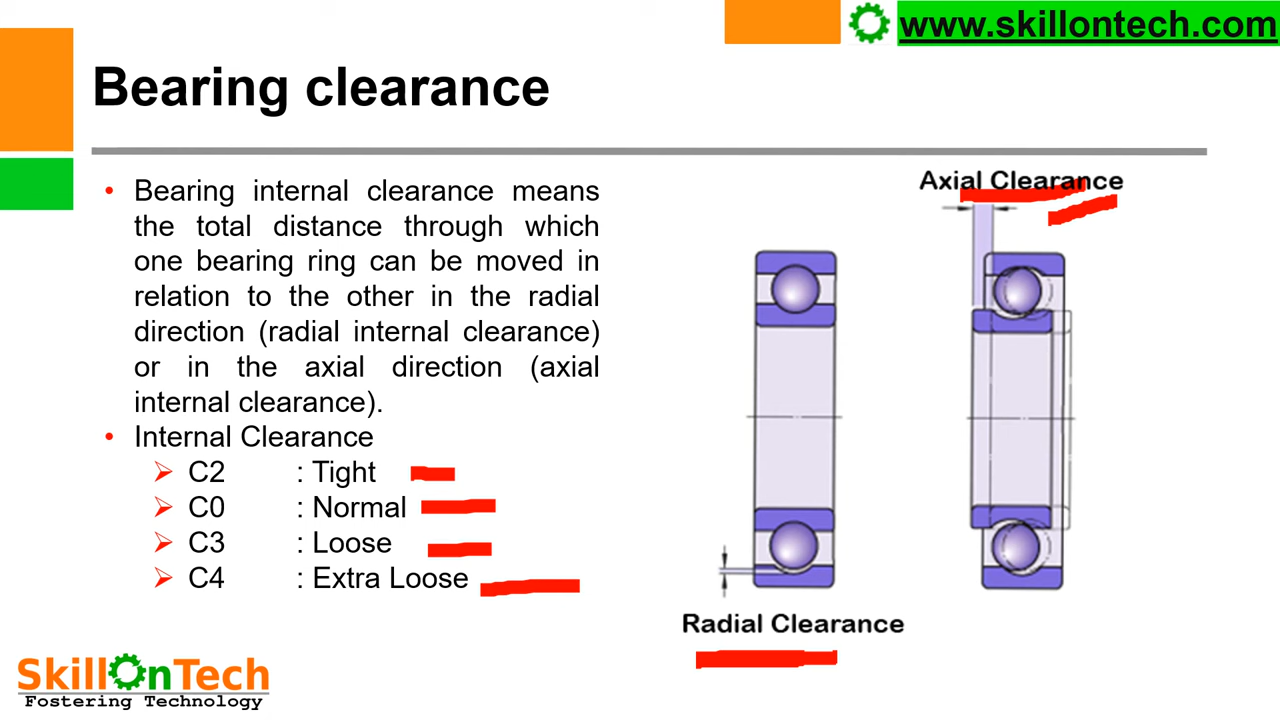 www.skillontech.com
Bearing clearance
• Bearing internal clearance means
the total distance through which
one bearing ring can be moved in
relation to the other in the radial
direction (radial internal clearance)
or in the axial direction (axial
internal clearance).
• Internal Clearance
➢ C2 : Tight
➢ C0 : Normal
➢ C3 : Loose
➢ C4 : Extra Loose
Axial Clearance
Radial Clearance
SkillOnTech
Fostering Technology